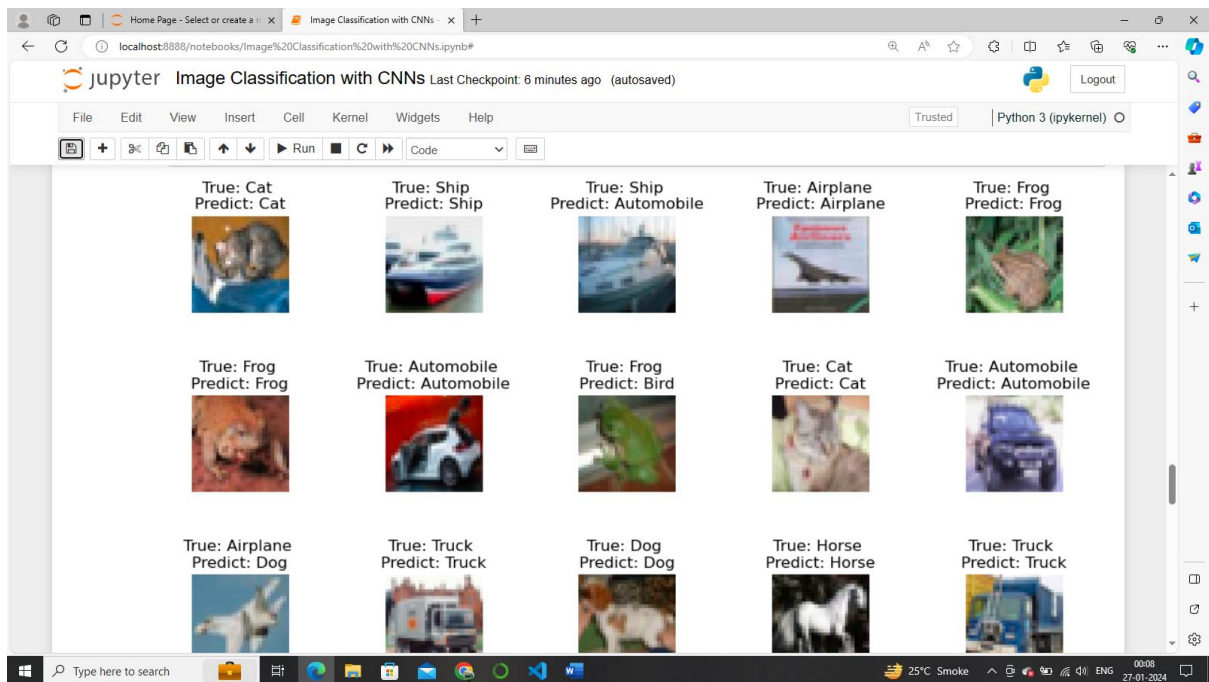 Home Page - Select or create a n
Image Classification with CNNs -
localhost:8888/notebooks/Image%20Classification%20with%20CNNs.ipynb#
jupyter Image Classification with CNNs Last Checkpoint: 6 minutes ago (autosaved)
Logout
File Edit View Insert Cell Kernel Widgets Help
Trusted
Python 3 (ipykernel)
Run
Code
True: Cat
Predict: Cat
True: Ship
Predict: Ship
True: Ship
Predict: Automobile
True: Airplane
Predict: Airplane
True: Frog
Predict: Frog
True: Frog
Predict: Frog
True: Automobile
Predict: Automobile
True: Frog
Predict: Bird
True: Cat
Predict: Cat
True: Automobile
Predict: Automobile
True: Airplane
Predict: Dog
True: Truck
Predict: Truck
True: Dog
Predict: Dog
True: Horse
Predict: Horse
True: Truck
Predict: Truck
Type here to search
25°C Smoke
ENG
00:08
27-01-2024